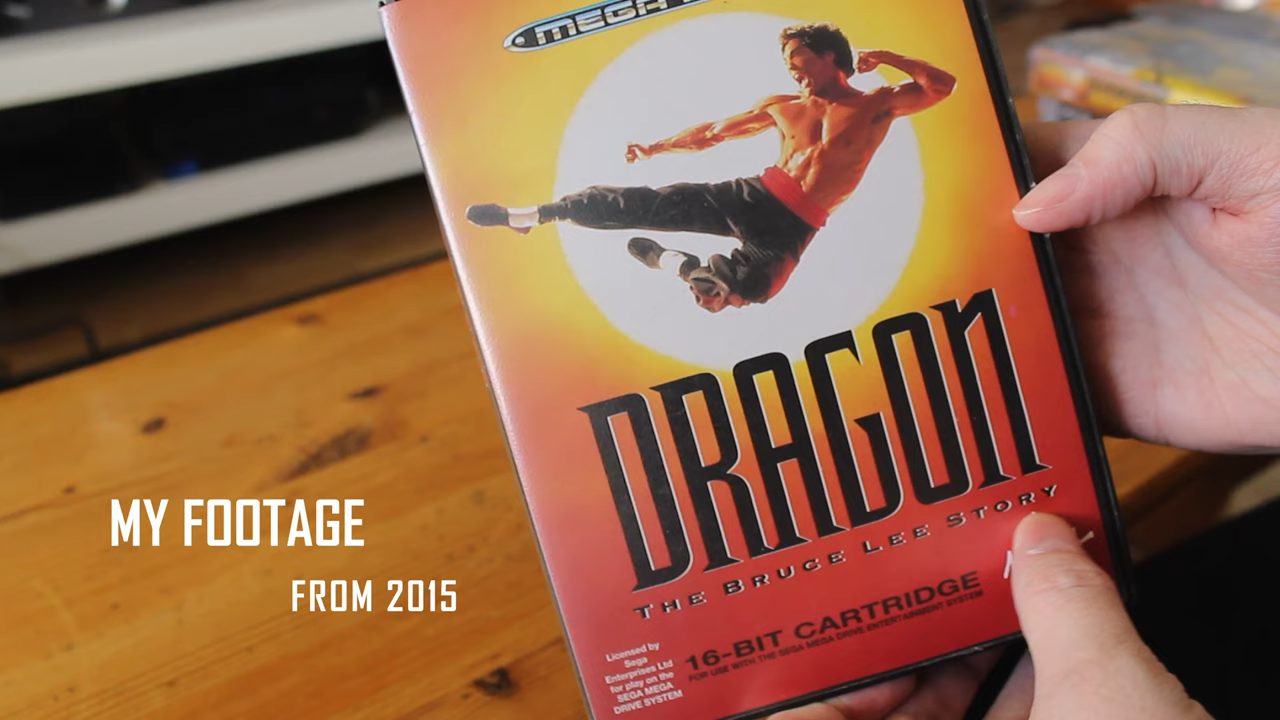 MEGA
DRAGON
THE BRUCE LEE STORY
16-BIT CARTRIDGE
FOR USE WITH THE SEGA MEGA DRIVE ENTERTAINMENT SYSTEM
Licensed by
Sega
Enterprises Ltd
for play on the
SEGA MEGA
DRIVE SYSTEM
MY FOOTAGE
FROM 2015